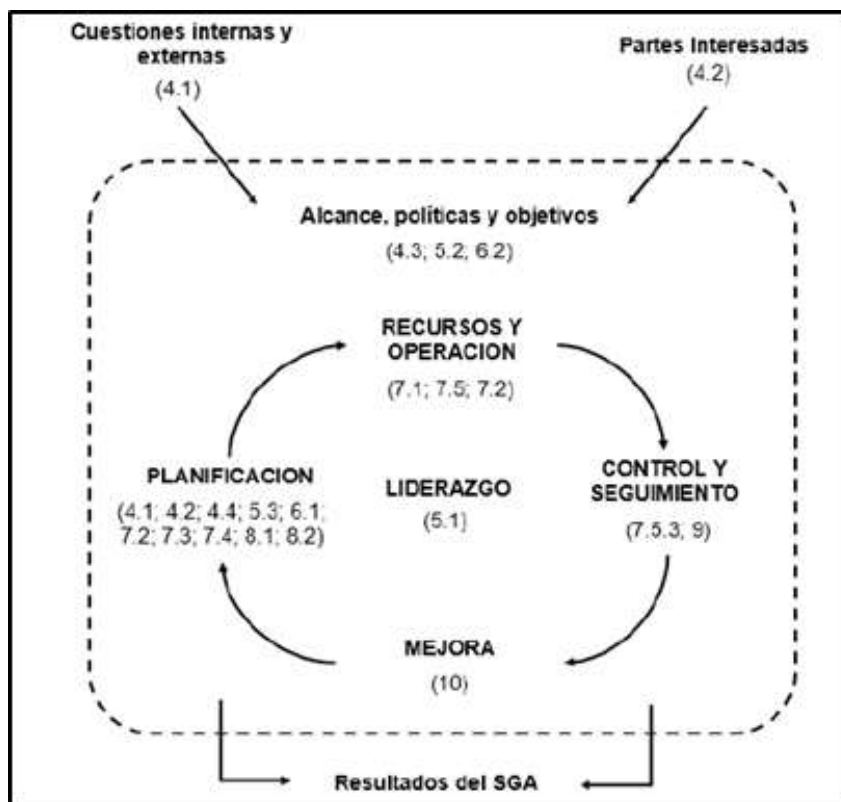 Cuestiones internas y
externas
(4.1)
Partes Interesadas
(4.2)
Alcance, políticas y objetivos
(4.3; 5.2; 6.2)
RECURSOS Y
OPERACION
(7.1; 7.5; 7.2)
PLANIFICACION
(4.1; 4.2; 4.4; 5.3; 6.1;
7.2; 7.3; 7.4; 8.1; 8.2)
LIDERAZGO
(5.1)
CONTROL Y
SEGUIMIENTO
(7.5.3; 9)
MEJORA
(10)
Resultados del SGA